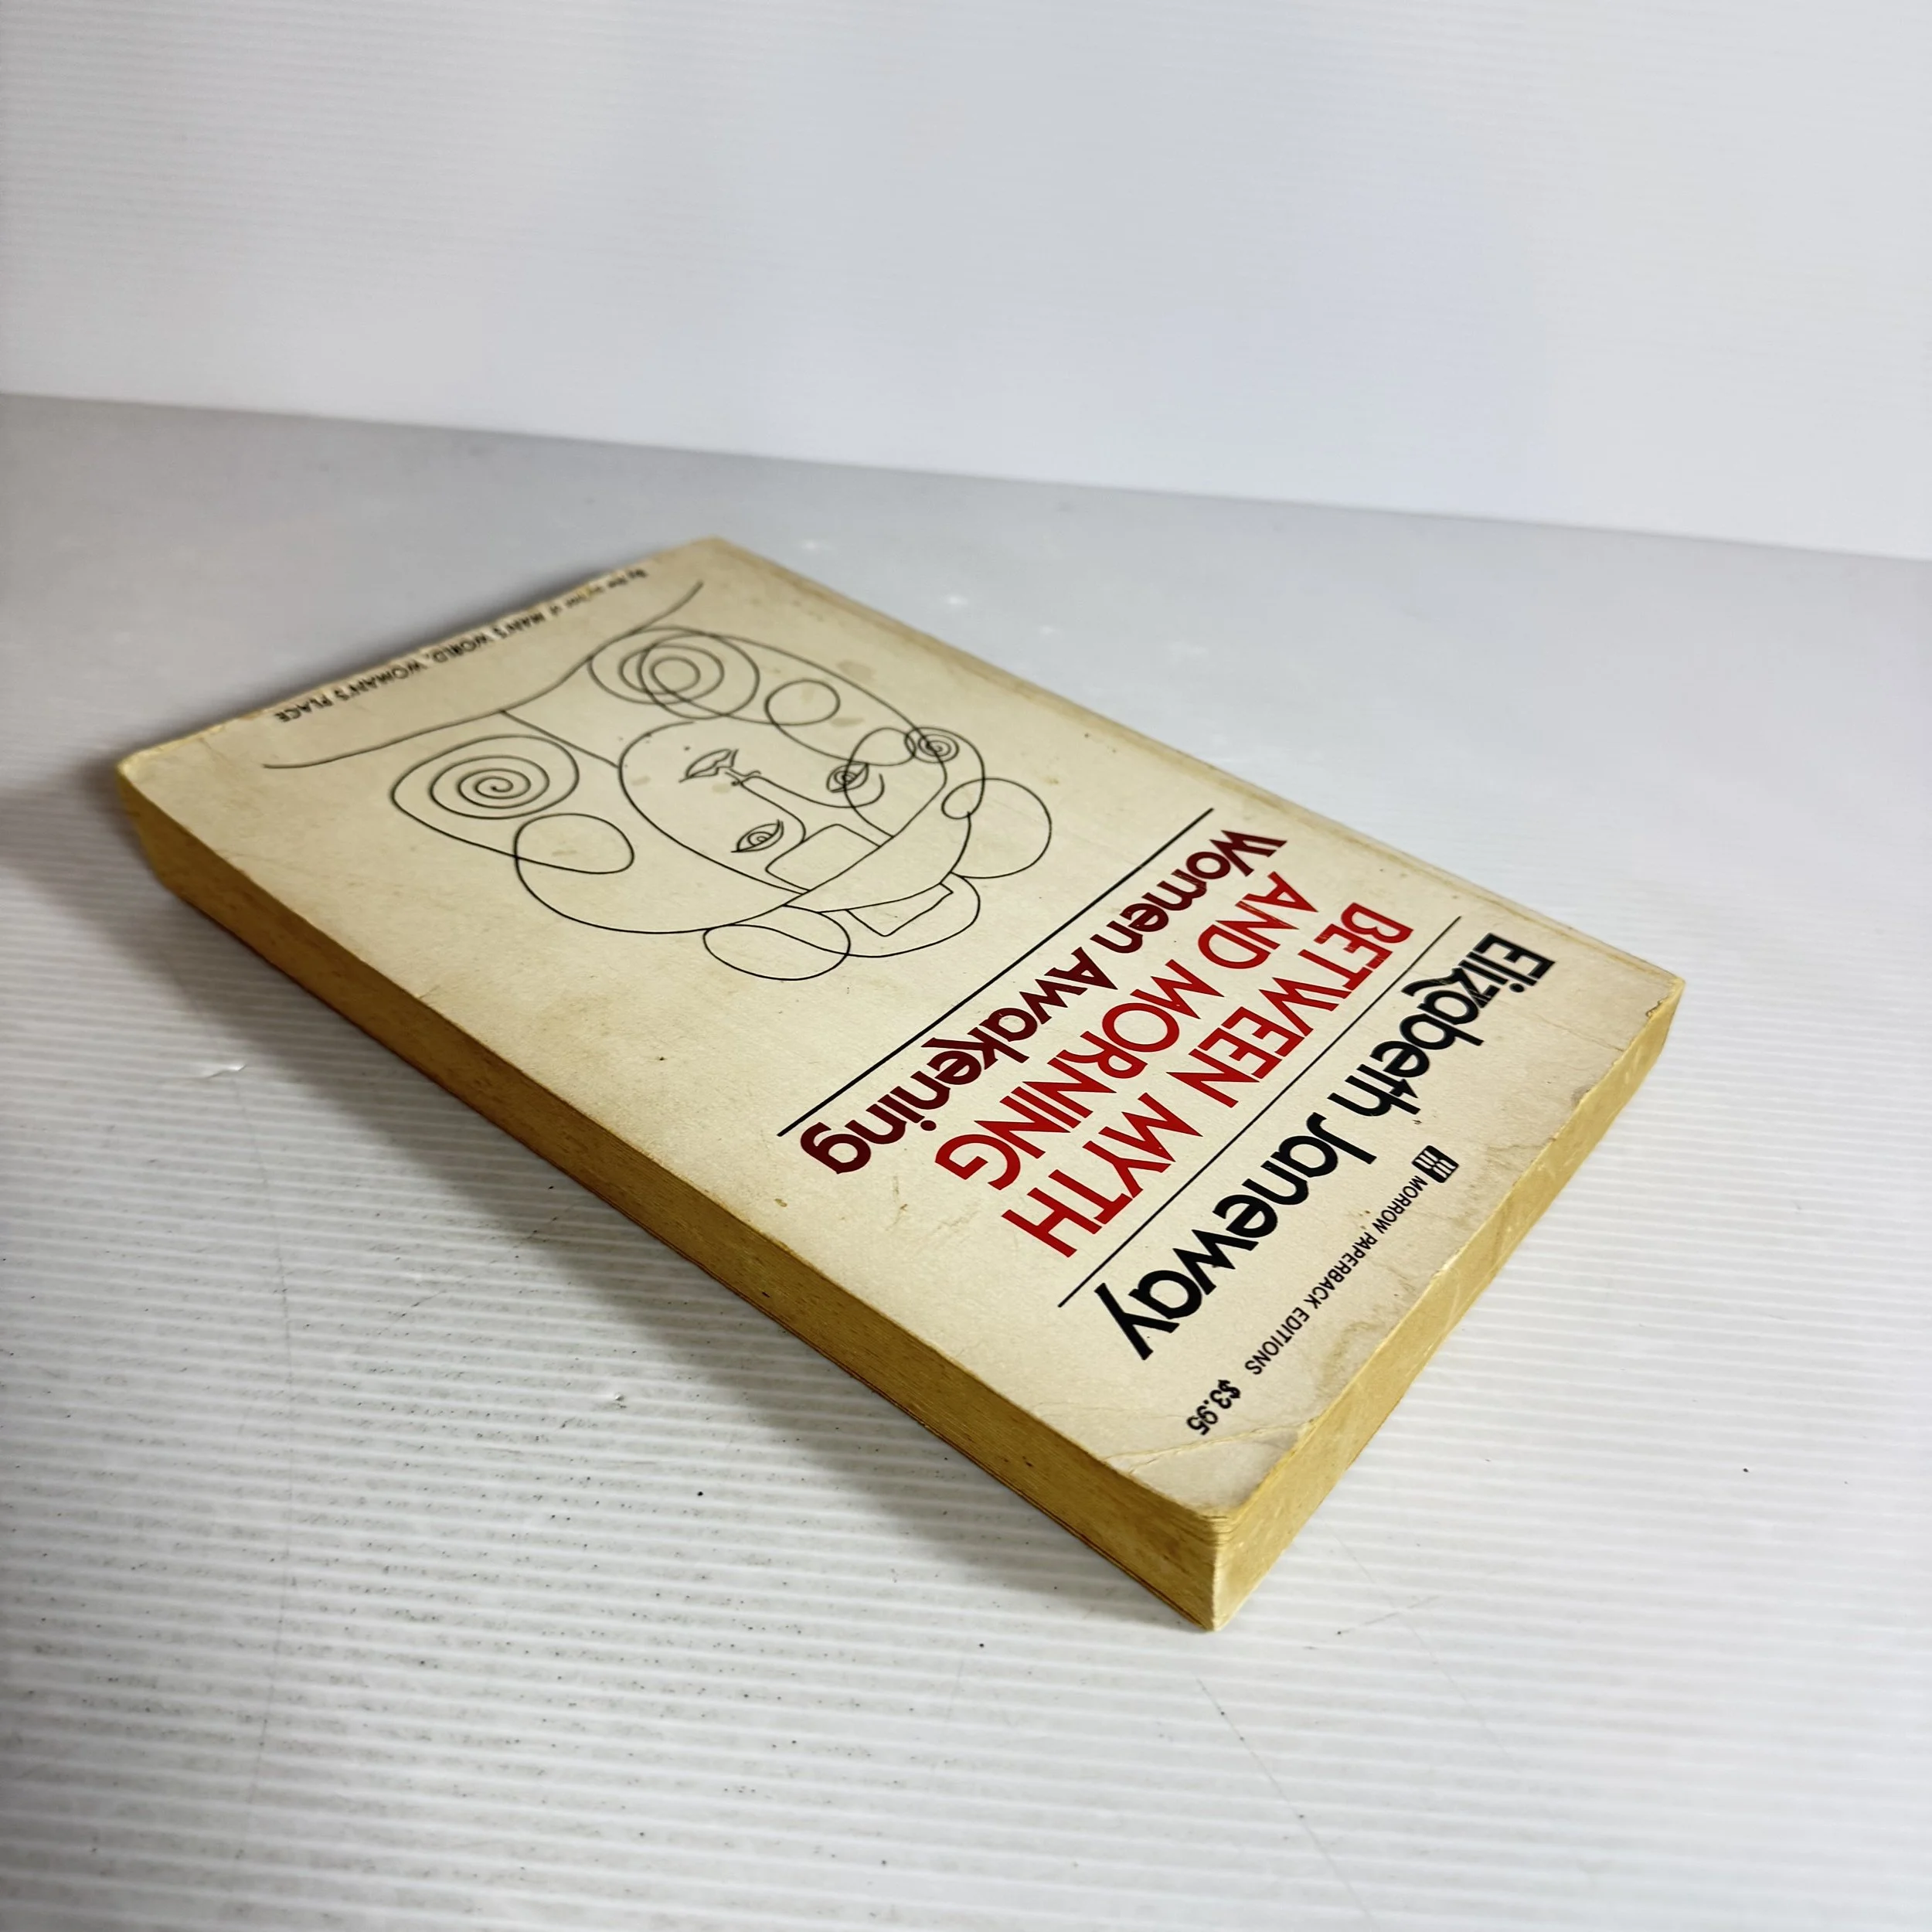 MORROW PAPERBACK EDITIONS $3.95
Elizabeth Janeway
BETWEEN MYTH
AND MORNING
Women Awakening
By the author of MAN'S WORLD, WOMAN'S PLACE